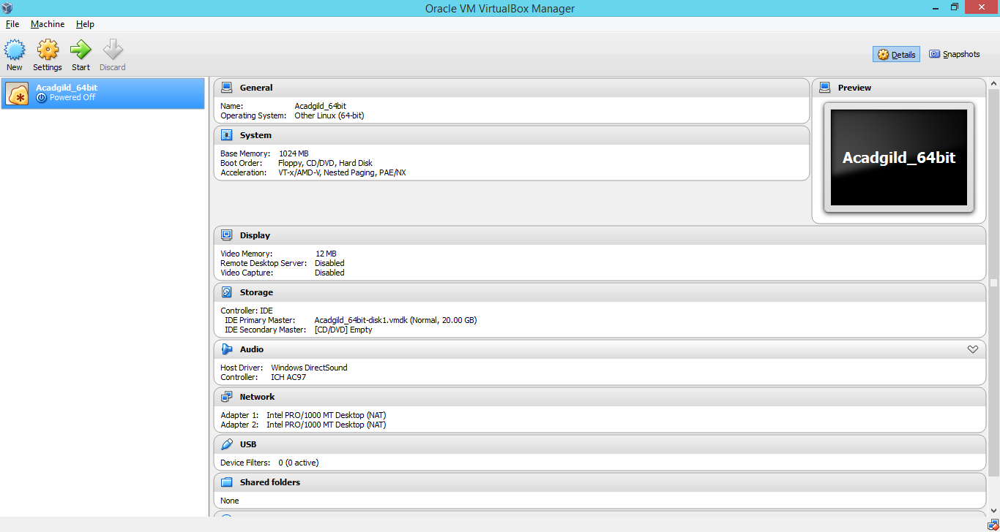 Oracle VM VirtualBox Manager
File Machine Help
New Settings Start Discard
Details Snapshots
Acadgild_64bit
Powered Off
General
Name: Acadgild_64bit
Operating System: Other Linux (64-bit)
System
Base Memory: 1024 MB
Boot Order: Floppy, CD/DVD, Hard Disk
Acceleration: VT-x/AMD-V, Nested Paging, PAE/NX
Preview
Acadgild_64bit
Display
Video Memory: 12 MB
Remote Desktop Server: Disabled
Video Capture: Disabled
Storage
Controller: IDE
IDE Primary Master: Acadgild_64bit-disk1.vmdk (Normal, 20.00 GB)
IDE Secondary Master: [CD/DVD] Empty
Audio
Host Driver: Windows DirectSound
Controller: ICH AC97
Network
Adapter 1: Intel PRO/1000 MT Desktop (NAT)
Adapter 2: Intel PRO/1000 MT Desktop (NAT)
USB
Device Filters: 0 (0 active)
Shared folders
None